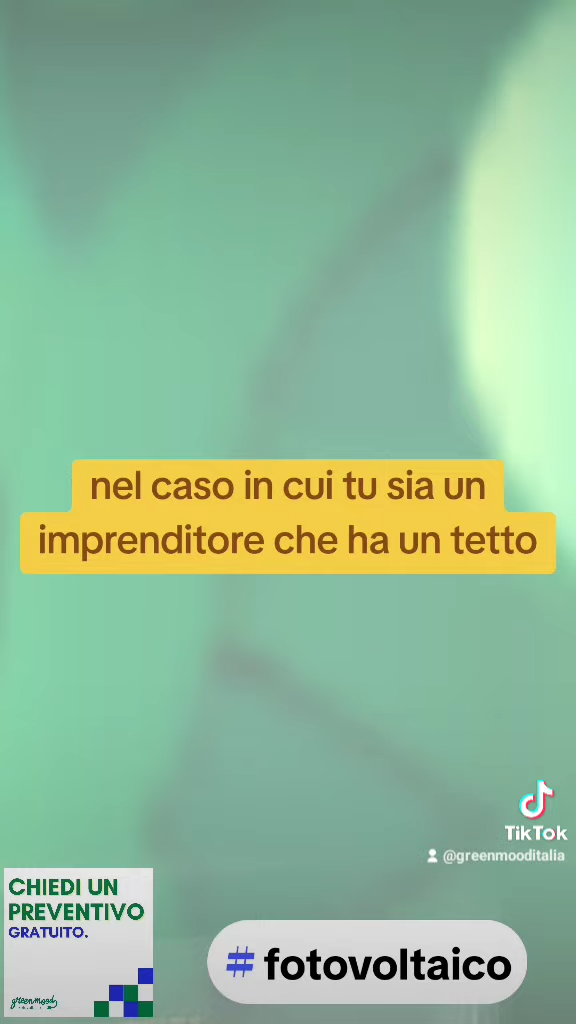 nel caso in cui tu sia un
imprenditore che ha un tetto
TikTok
@greenmooditalia
CHIEDI UN
PREVENTIVO
GRATUITO.
greenmood
# fotovoltaico